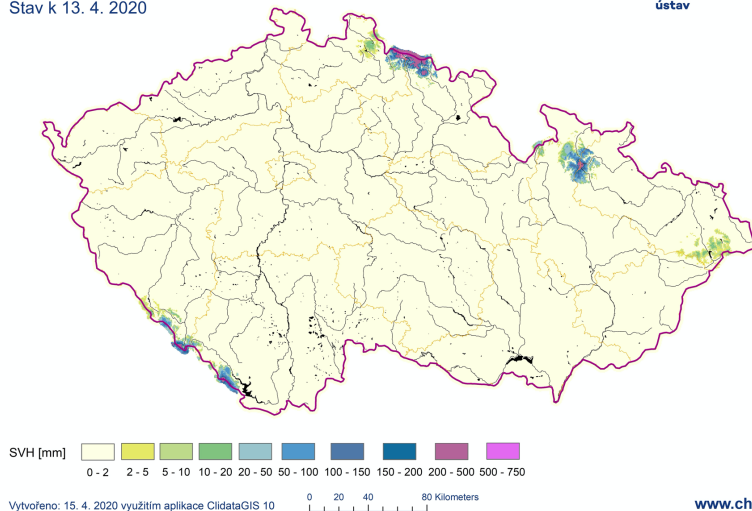 Stav k 13. 4. 2020
ústav
SVH [mm]
0 - 2
2 - 5
5 - 10
10 - 20
20 - 50
50 - 100
100 - 150
150 - 200
200 - 500
500 - 750
Vytvořeno: 15. 4. 2020 využitím aplikace ClidataGIS 10
0 20 40 80 Kilometers
www.ch